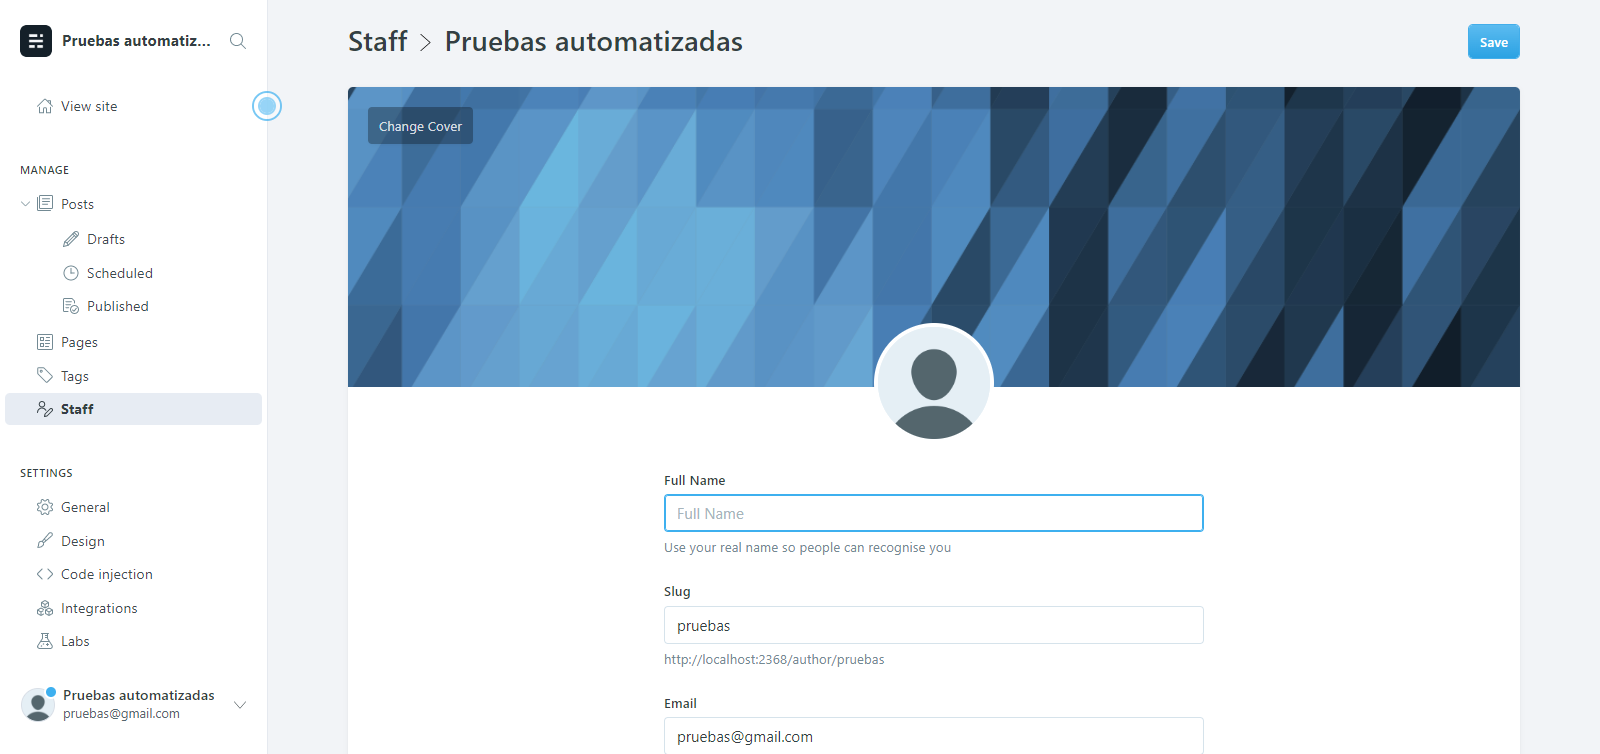 Pruebas automatiz...
View site
MANAGE
Posts
Drafts
Scheduled
Published
Pages
Tags
Staff
SETTINGS
General
Design
Code injection
Integrations
Labs
Pruebas automatizadas
pruebas@gmail.com
Staff > Pruebas automatizadas
Save
Change Cover
Full Name
Full Name
Use your real name so people can recognise you
Slug
pruebas
http://localhost:2368/author/pruebas
Email
pruebas@gmail.com